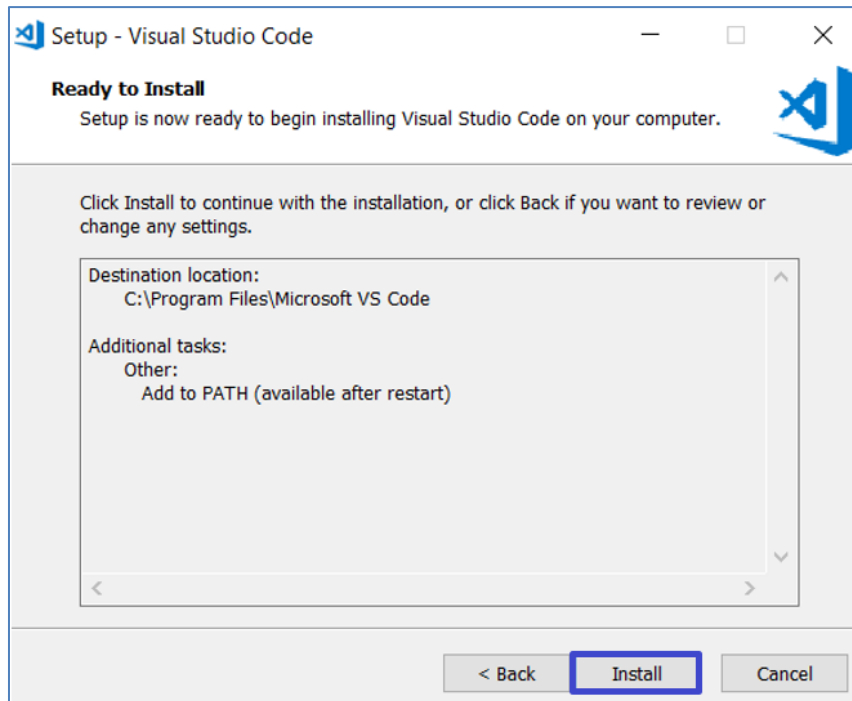 Setup - Visual Studio Code
Ready to Install
Setup is now ready to begin installing Visual Studio Code on your computer.
Click Install to continue with the installation, or click Back if you want to review or
change any settings.
Destination location:
C:\Program Files\Microsoft VS Code
Additional tasks:
Other:
Add to PATH (available after restart)
< Back Install Cancel